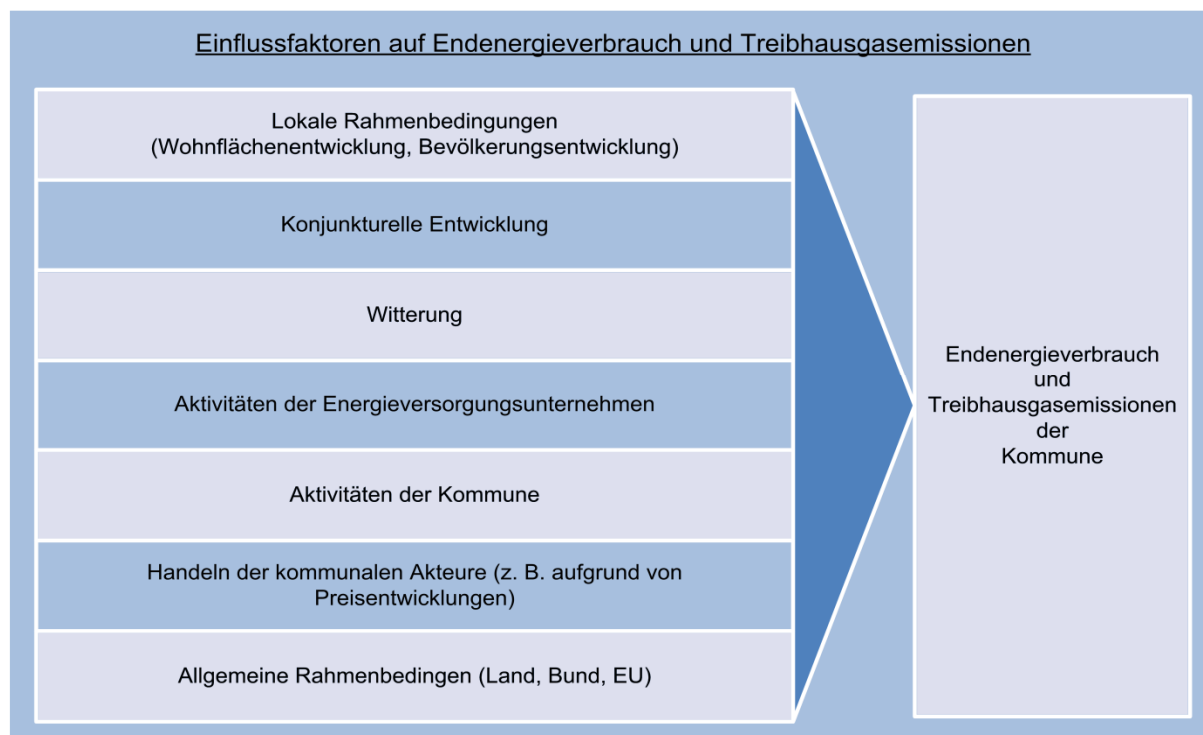 Einflussfaktoren auf Endenergieverbrauch und Treibhausgasemissionen
Lokale Rahmenbedingungen
(Wohnflächenentwicklung, Bevölkerungsentwicklung)
Konjunkturelle Entwicklung
Witterung
Aktivitäten der Energieversorgungsunternehmen
Aktivitäten der Kommune
Handeln der kommunalen Akteure (z. B. aufgrund von
Preisentwicklungen)
Allgemeine Rahmenbedingen (Land, Bund, EU)
Endenergieverbrauch
und
Treibhausgasemissionen
der
Kommune